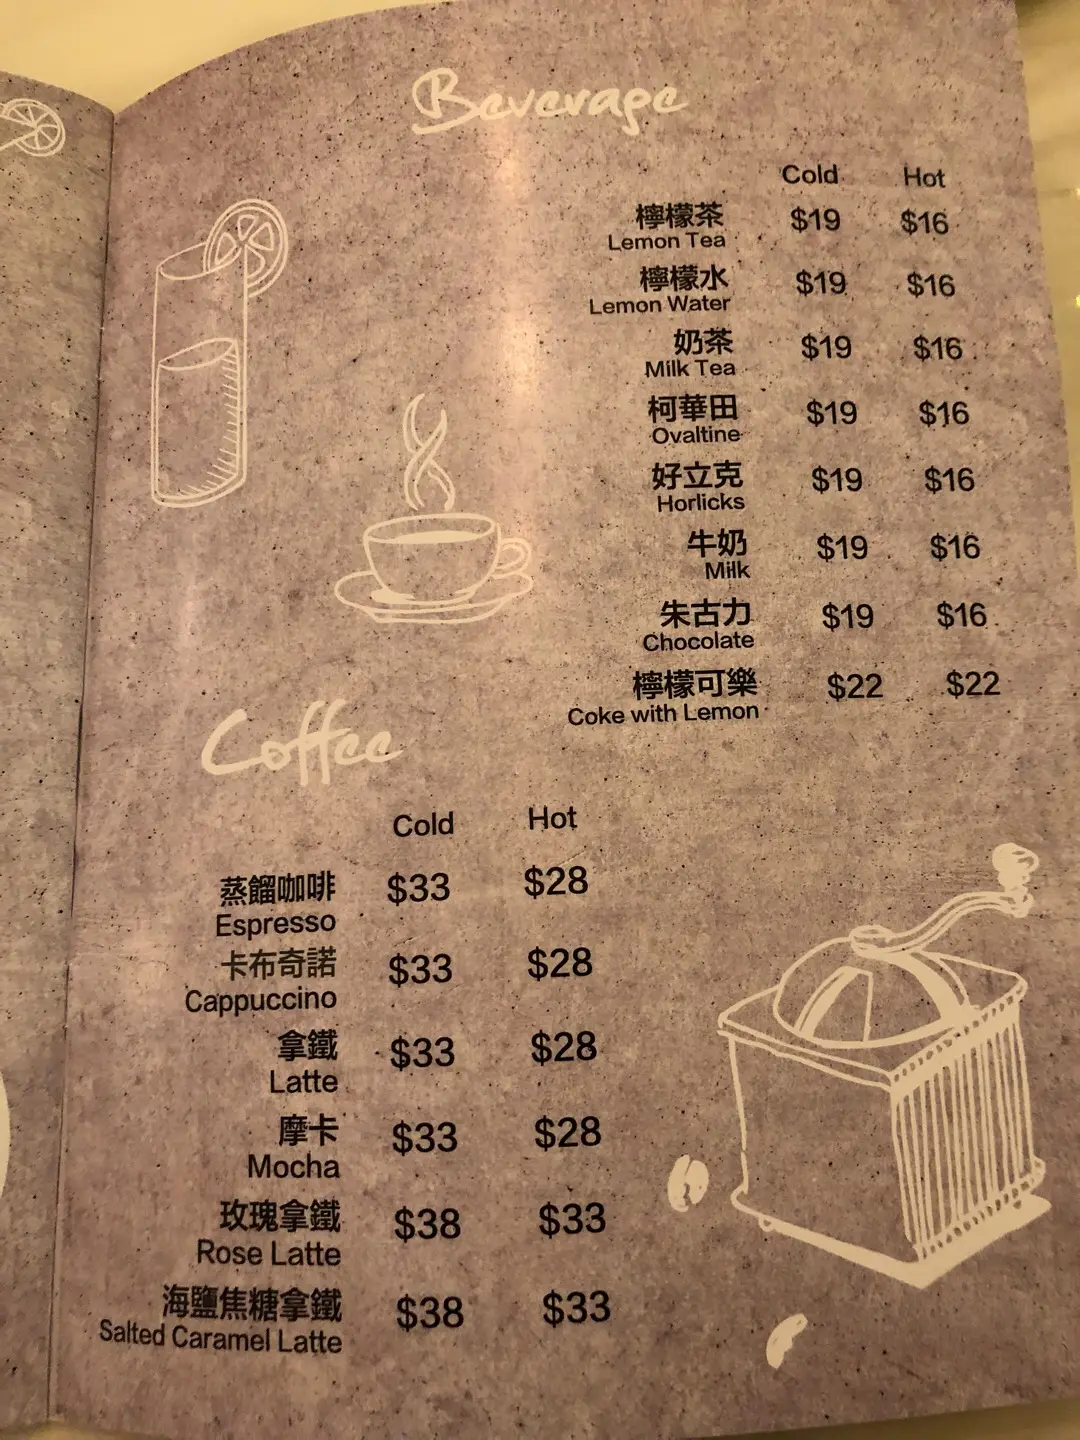 Beverage
Cold Hot
檸檬茶 $19 $16
Lemon Tea
檸檬水 $19 $16
Lemon Water
奶茶 $19 $16
Milk Tea
柯華田 $19 $16
Ovaltine
好立克 $19 $16
Horlicks
牛奶 $19 $16
Milk
朱古力 $19 $16
Chocolate
檸檬可樂 $22 $22
Coke with Lemon
Coffee
Cold Hot
蒸餾咖啡 $33 $28
Espresso
卡布奇諾 $33 $28
Cappuccino
拿鐵 $33 $28
Latte
摩卡 $33 $28
Mocha
玫瑰拿鐵 $38 $33
Rose Latte
海鹽焦糖拿鐵 $38 $33
Salted Caramel Latte